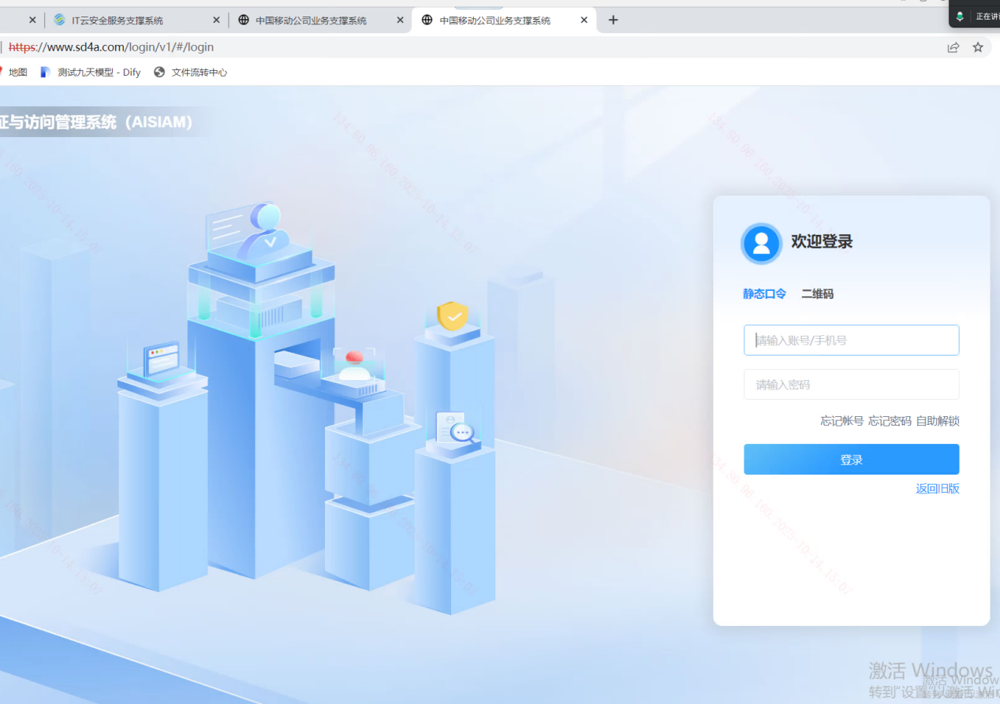 IT云安全服务支撑系统
中国移动公司业务支撑系统
中国移动公司业务支撑系统
正在讲
https://www.sd4a.com/login/v1/#/login
地图
测试九天模型 - Dify
文件流转中心
证与访问管理系统（AISIAM）
欢迎登录
静态口令
二维码
请输入账号/手机号
请输入密码
忘记帐号 忘记密码 自助解锁
登录
返回旧版
134.80.96.160.2025-10-14.15:07
激活 Windows
激活 Window
转到"设置"以激活 Win